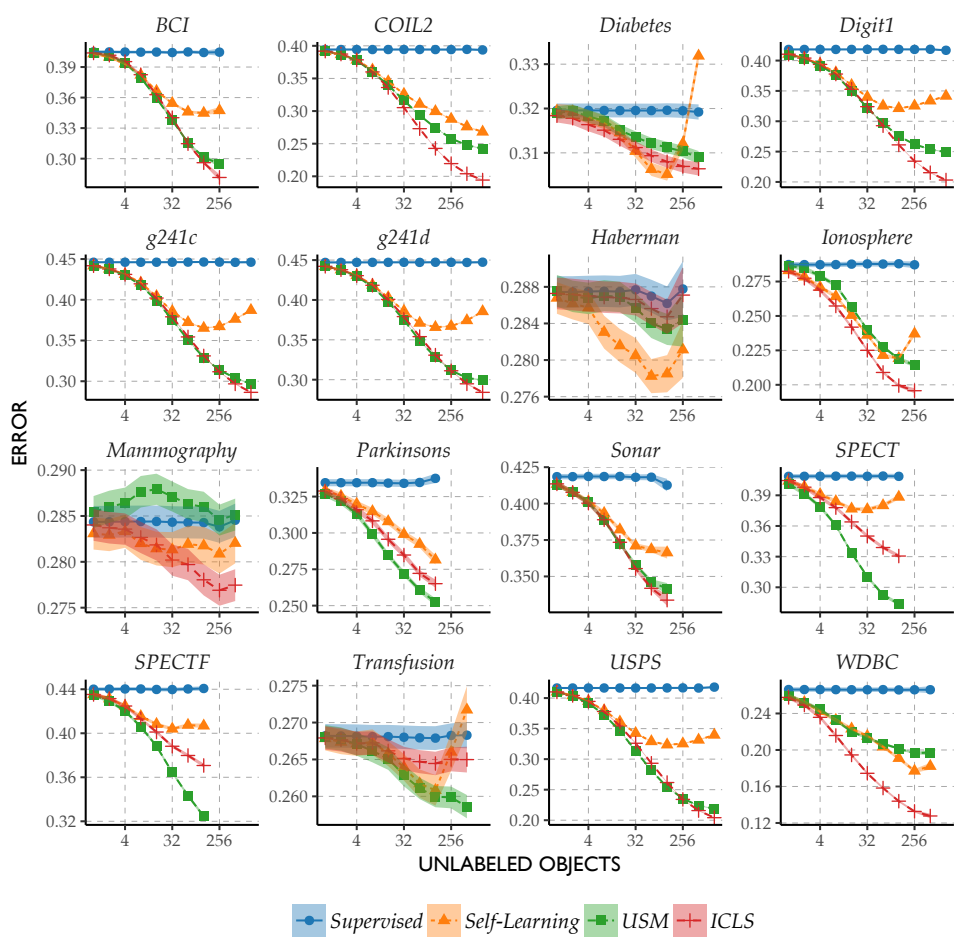 BCI COIL2 Diabetes Digit1
0.39 0.36 0.33 0.30
4 32 256
0.40 0.35 0.30 0.25 0.20
4 32 256
0.33 0.32 0.31
4 32 256
0.40 0.35 0.30 0.25 0.20
4 32 256
g241c g241d Haberman Ionosphere
0.45 0.40 0.35 0.30
4 32 256
0.45 0.40 0.35 0.30
4 32 256
0.288 0.284 0.280 0.276
4 32 256
0.275 0.250 0.225 0.200
4 32 256
ERROR
Mammography Parkinsons Sonar SPECT
0.290 0.285 0.280 0.275
4 32 256
0.325 0.300 0.275 0.250
4 32 256
0.425 0.400 0.375 0.350
4 32 256
0.39 0.36 0.33 0.30
4 32 256
SPECTF Transfusion USPS WDBC
0.44 0.40 0.36 0.32
4 32 256
0.275 0.270 0.265 0.260
4 32 256
0.40 0.35 0.30 0.25 0.20
4 32 256
0.24 0.20 0.16 0.12
4 32 256
UNLABELED OBJECTS
Supervised Self-Learning USM ICLS